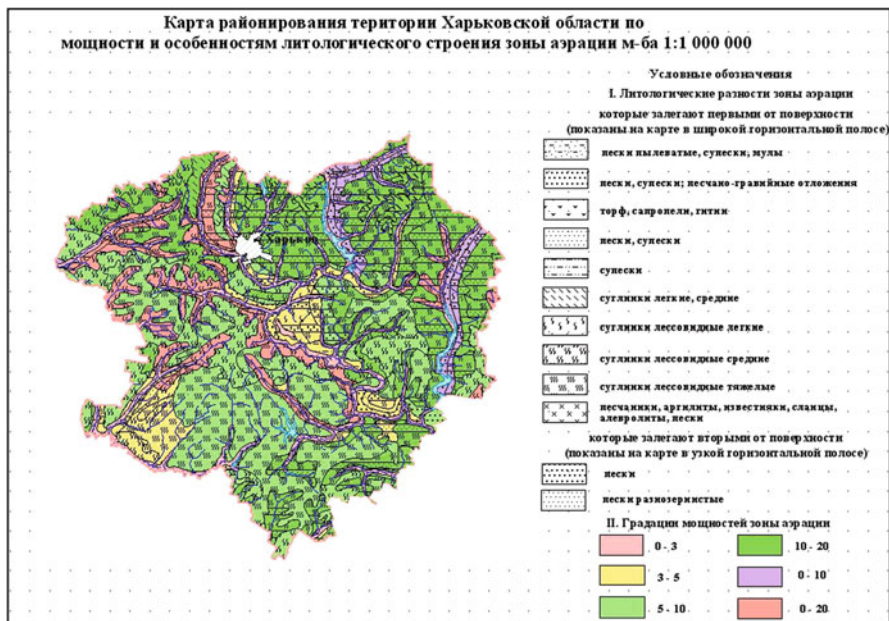 Карта районирования територии Харьковской области по
мощности и особенностям литологического строения зоны аэрации м-ба 1:1 000 000
Условные обозначения
I. Литологические разности зоны аэрации
которые залегают первыми от поверхности
(показаны на карте в широкой горизонтальной полосе)
пески пылеватые, супески, мулы
пески, супески; песчано-гравийные отложения
торф, сапропели, гитии
пески, супески
супески
суглинки легкие, средние
суглинки лессовидные легкие
суглинки лессовидные средние
суглинки лессовидные тяжелые
песчаники, аргилиты, известняки, сланцы,
алевролиты, пески
которые залегают вторыми от поверхности
(показаны на карте в узкой горизонтальной полосе)
пески
пески разнозернистые
II. Градации мощностей зоны аэрации
0 - 3
10 - 20
3 - 5
0 - 10
5 - 10
0 - 20
Харьков